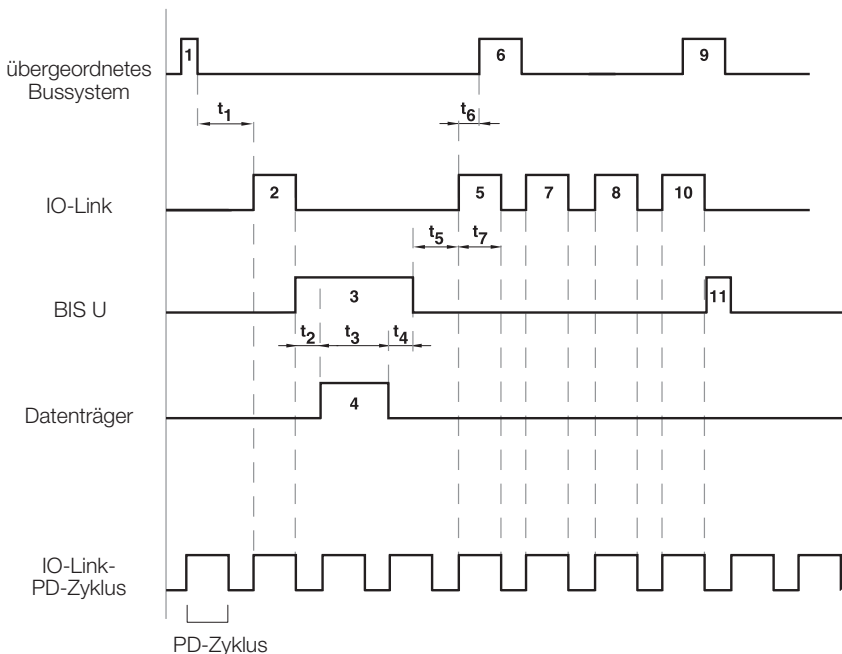 übergeordnetes
Bussystem
1
6
9
t1
t6
IO-Link
2
5
7
8
10
t5
t7
BIS U
3
11
t2
t3
t4
Datenträger
4
IO-Link-
PD-Zyklus
PD-Zyklus